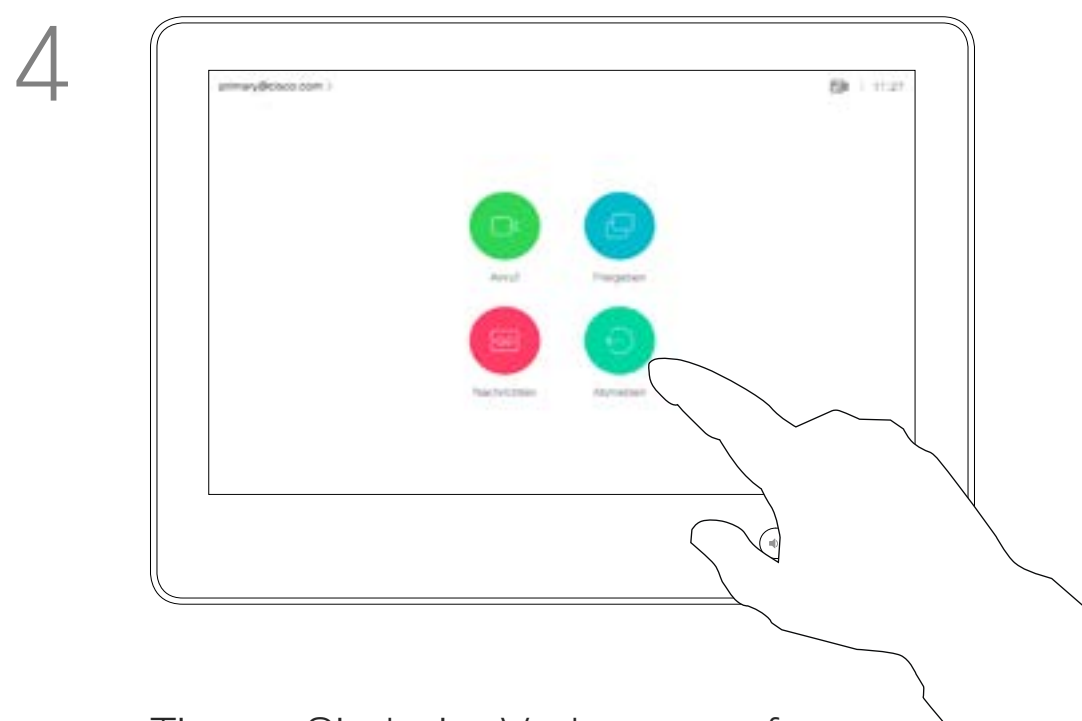 4
primary@cisco.com
11:27
Anruf
Freigeben
Nachrichten
Abmelden